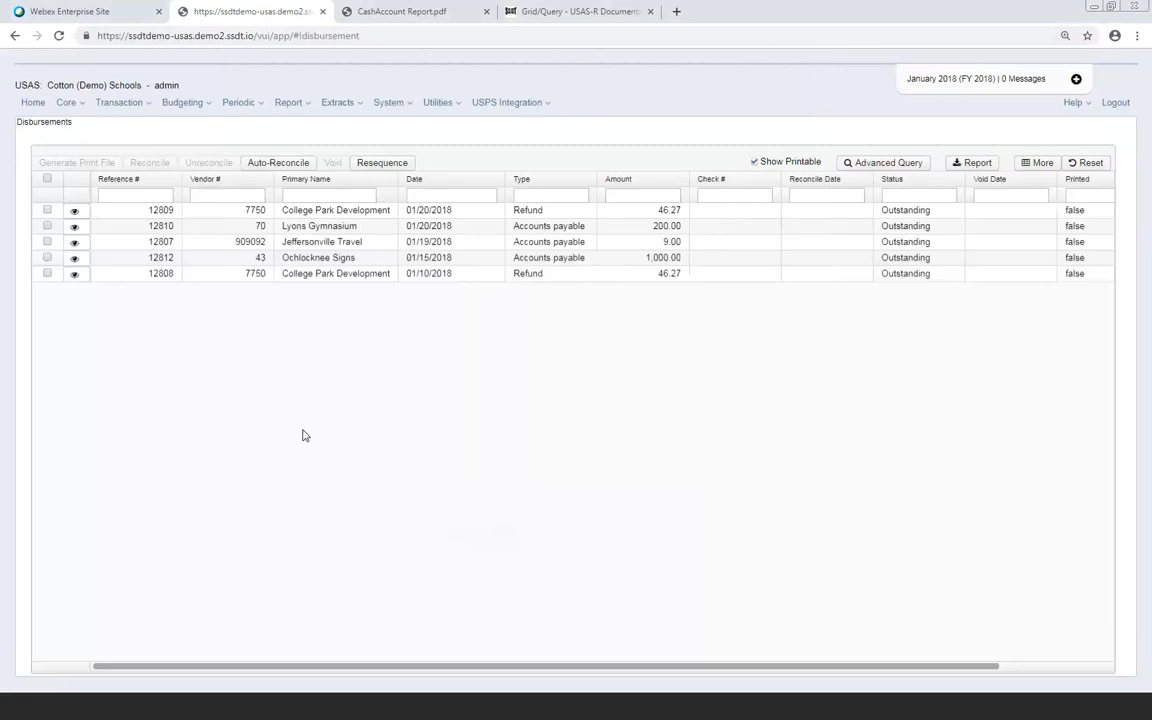 Webex Enterprise Site
https://ssdtdemo-usas.demo2.ss
CashAccount Report.pdf
Grid/Query - USAS-R Document
https://ssdtdemo-usas.demo2.ssdt.io/vui/app/#!disbursement
USAS: Cotton (Demo) Schools - admin
January 2018 (FY 2018) | 0 Messages
Home Core Transaction Budgeting Periodic Report Extracts System Utilities USPS Integration Help Logout
Disbursements
Generate Print File Reconcile Unreconcile Auto-Reconcile Void Resequence Show Printable Advanced Query Report More Reset
Reference # Vendor # Primary Name Date Type Amount Check # Reconcile Date Status Void Date Printed
12809 7750 College Park Development 01/20/2018 Refund 46.27 Outstanding false
12810 70 Lyons Gymnasium 01/20/2018 Accounts payable 200.00 Outstanding false
12807 909092 Jeffersonville Travel 01/19/2018 Accounts payable 9.00 Outstanding false
12812 43 Ochlocknee Signs 01/15/2018 Accounts payable 1,000.00 Outstanding false
12808 7750 College Park Development 01/10/2018 Refund 46.27 Outstanding false